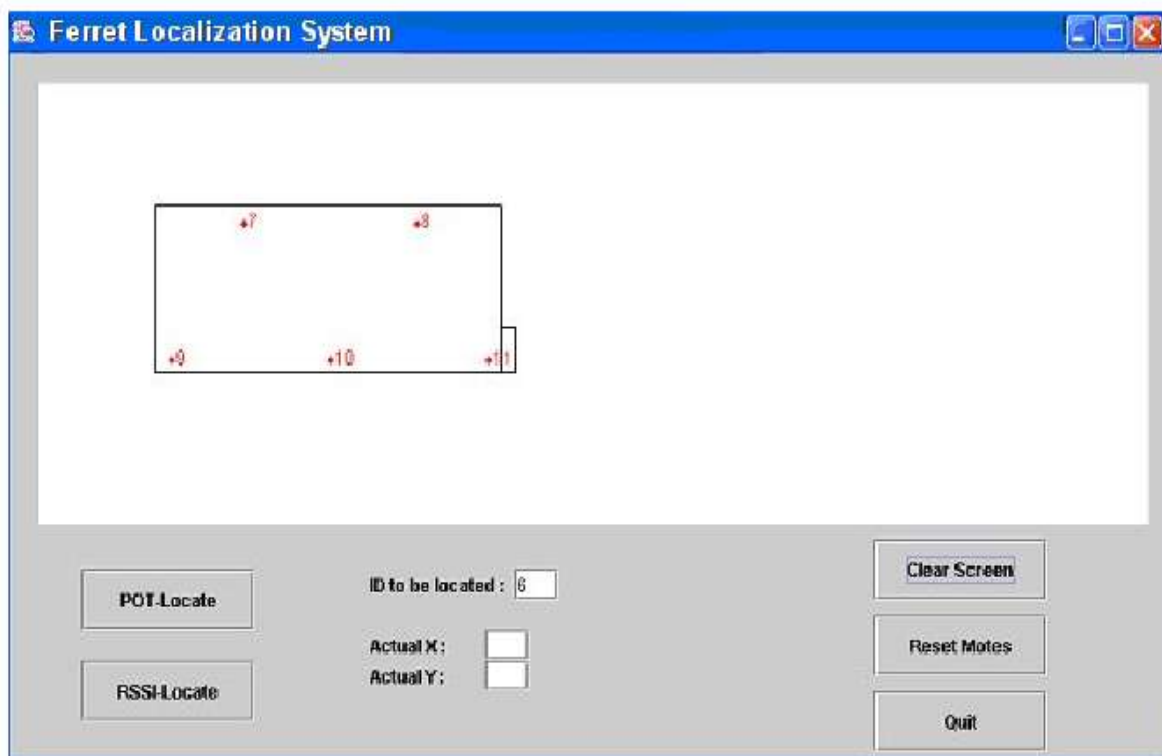 Ferret Localization System
7 8
9 10 11
Clear Screen
POT-Locate
ID to be located : 6
Actual X :
Reset Motes
Actual Y :
RSSI-Locate
Quit